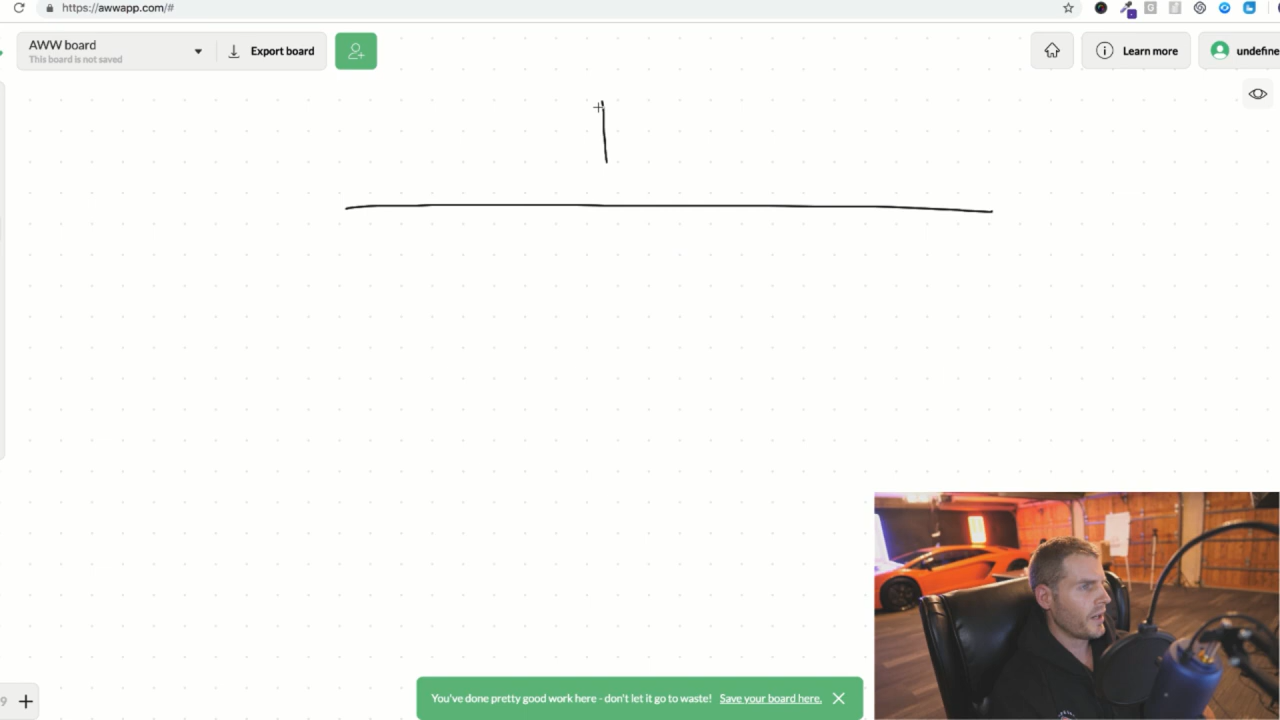 https://awwapp.com/#
AWW board
This board is not saved
Export board
Learn more
undefine
9
You've done pretty good work here - don't let it go to waste! Save your board here.